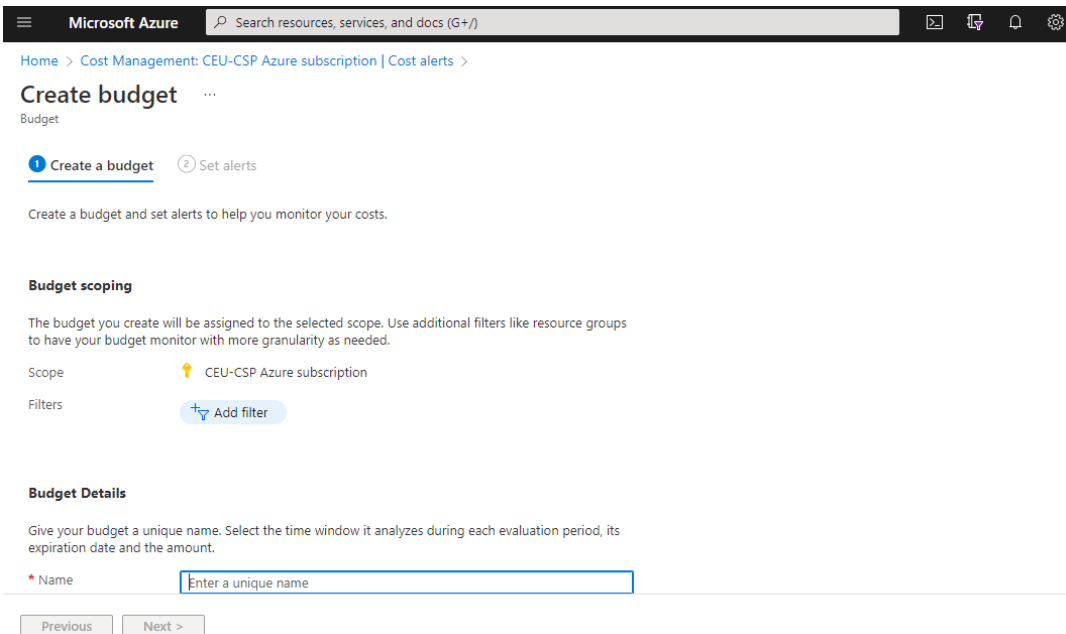 Microsoft Azure
Search resources, services, and docs (G+/)
Home > Cost Management: CEU-CSP Azure subscription | Cost alerts >
Create budget ...
Budget
1 Create a budget 2 Set alerts
Create a budget and set alerts to help you monitor your costs.
Budget scoping
The budget you create will be assigned to the selected scope. Use additional filters like resource groups
to have your budget monitor with more granularity as needed.
Scope CEU-CSP Azure subscription
Filters Add filter
Budget Details
Give your budget a unique name. Select the time window it analyzes during each evaluation period, its
expiration date and the amount.
* Name Enter a unique name
Previous Next >